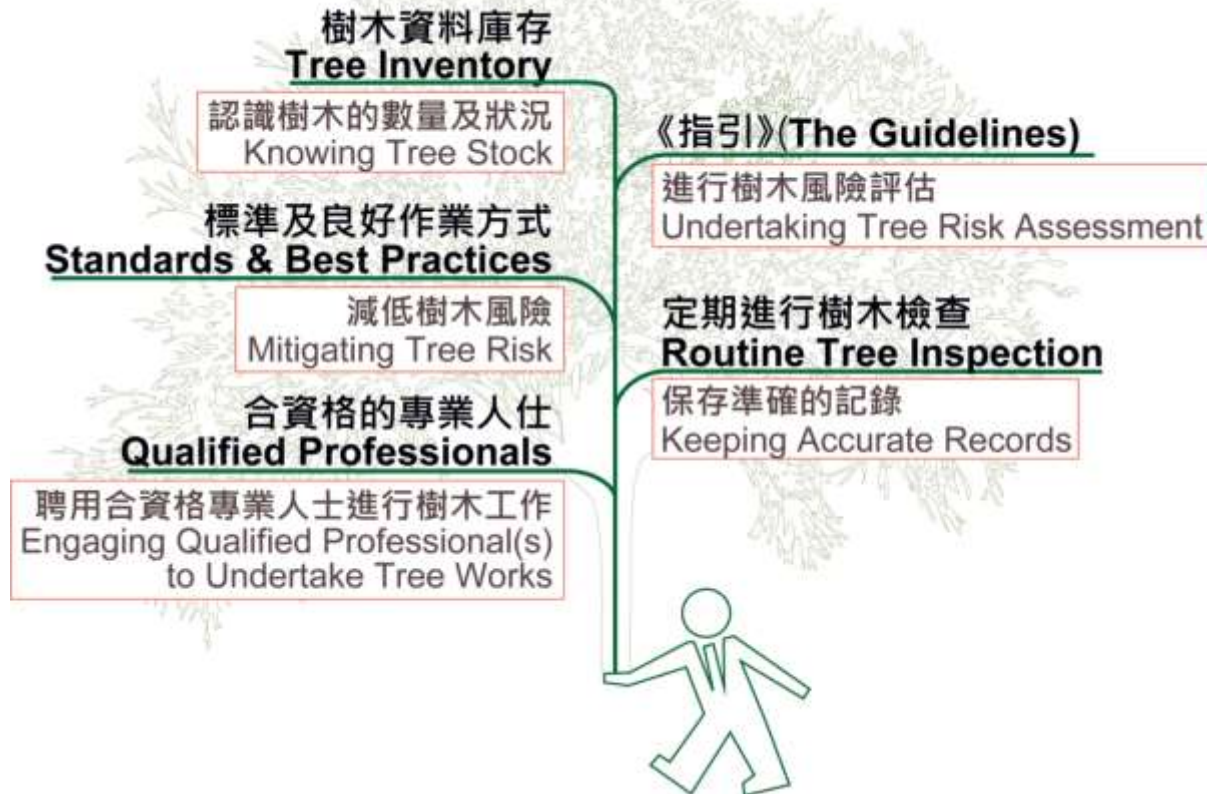 樹木資料庫存
Tree Inventory
認識樹木的數量及狀況
Knowing Tree Stock
《指引》(The Guidelines)
進行樹木風險評估
Undertaking Tree Risk Assessment
標準及良好作業方式
Standards & Best Practices
減低樹木風險
Mitigating Tree Risk
定期進行樹木檢查
Routine Tree Inspection
保存準確的記錄
Keeping Accurate Records
合資格的專業人仕
Qualified Professionals
聘用合資格專業人士進行樹木工作
Engaging Qualified Professional(s)
to Undertake Tree Works